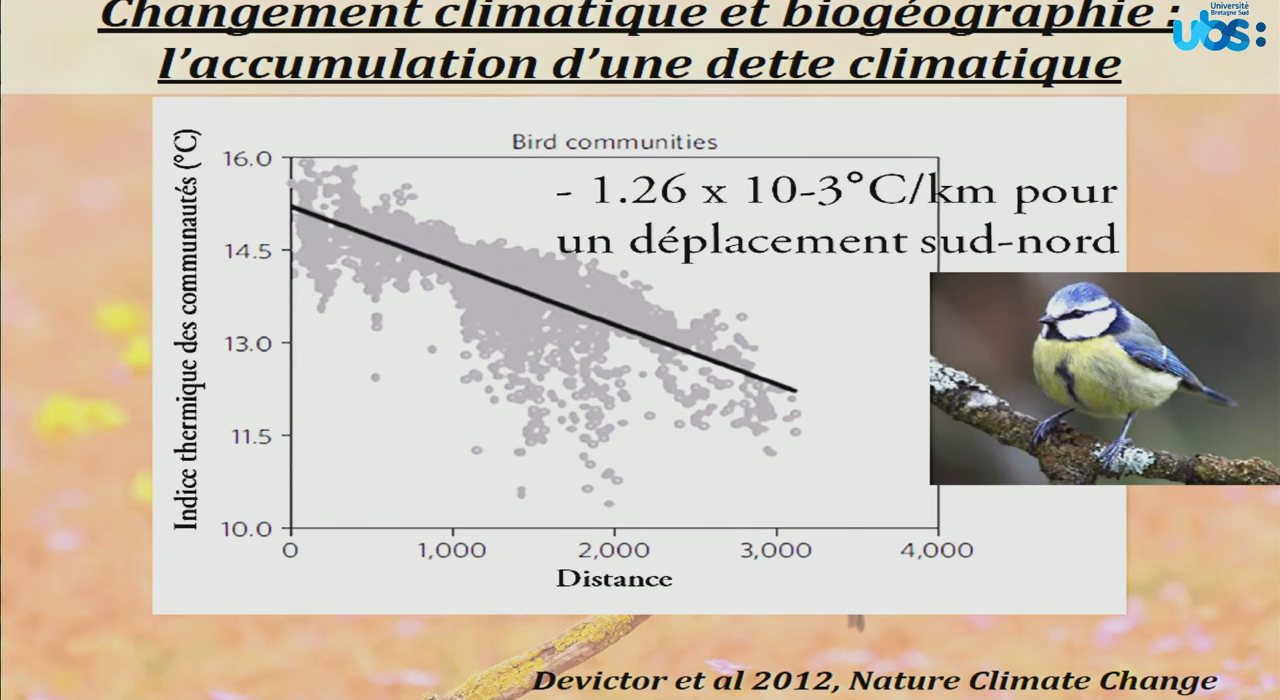 Changement climatique et biogéographie :
l'accumulation d'une dette climatique
Université
Bretagne Sud
ubs:
Bird communities
- 1.26 x 10-3°C/km pour
un déplacement sud-nord
Indice thermique des communautés (°C)
16.0
14.5
13.0
11.5
10.0
0 1,000 2,000 3,000 4,000
Distance
Devictor et al 2012, Nature Climate Change